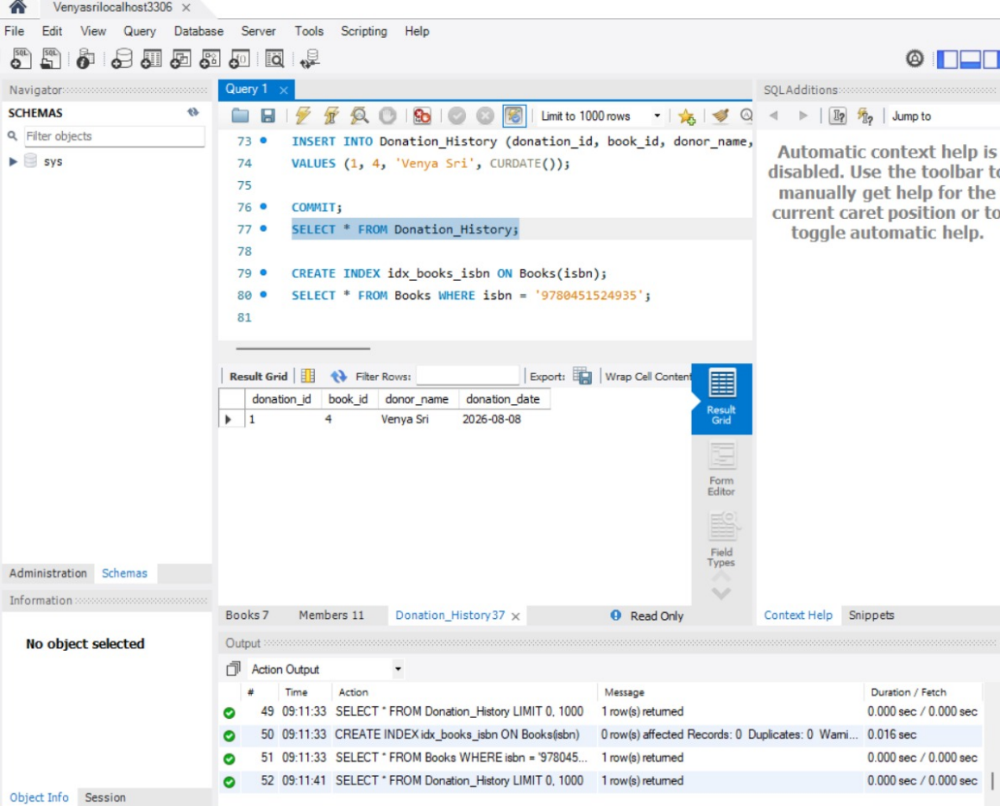 Venyasrilocalhost3306 ×
File Edit View Query Database Server Tools Scripting Help
Navigator
SCHEMAS
Filter objects
sys
Administration Schemas
Information
No object selected
Object Info Session
Query 1 ×
Limit to 1000 rows
73 INSERT INTO Donation_History (donation_id, book_id, donor_name,
74 VALUES (1, 4, 'Venya Sri', CURDATE());
75
76 COMMIT;
77 SELECT * FROM Donation_History;
78
79 CREATE INDEX idx_books_isbn ON Books(isbn);
80 SELECT * FROM Books WHERE isbn = '9780451524935';
81
Result Grid Filter Rows: Export: Wrap Cell Content
donation_id book_id donor_name donation_date
1 4 Venya Sri 2026-08-08
Result
Grid
Form
Editor
Field
Types
Books 7 Members 11 Donation_History 37 × Read Only
SQLAdditions
Jump to
Automatic context help is
disabled. Use the toolbar to
manually get help for the
current caret position or to
toggle automatic help.
Context Help Snippets
Output
Action Output
# Time Action Message Duration / Fetch
49 09:11:33 SELECT * FROM Donation_History LIMIT 0, 1000 1 row(s) returned 0.000 sec / 0.000 sec
50 09:11:33 CREATE INDEX idx_books_isbn ON Books(isbn) 0 row(s) affected Records: 0 Duplicates: 0 Warni... 0.016 sec
51 09:11:33 SELECT * FROM Books WHERE isbn = '978045... 1 row(s) returned 0.000 sec / 0.000 sec
52 09:11:41 SELECT * FROM Donation_History LIMIT 0, 1000 1 row(s) returned 0.000 sec / 0.000 sec